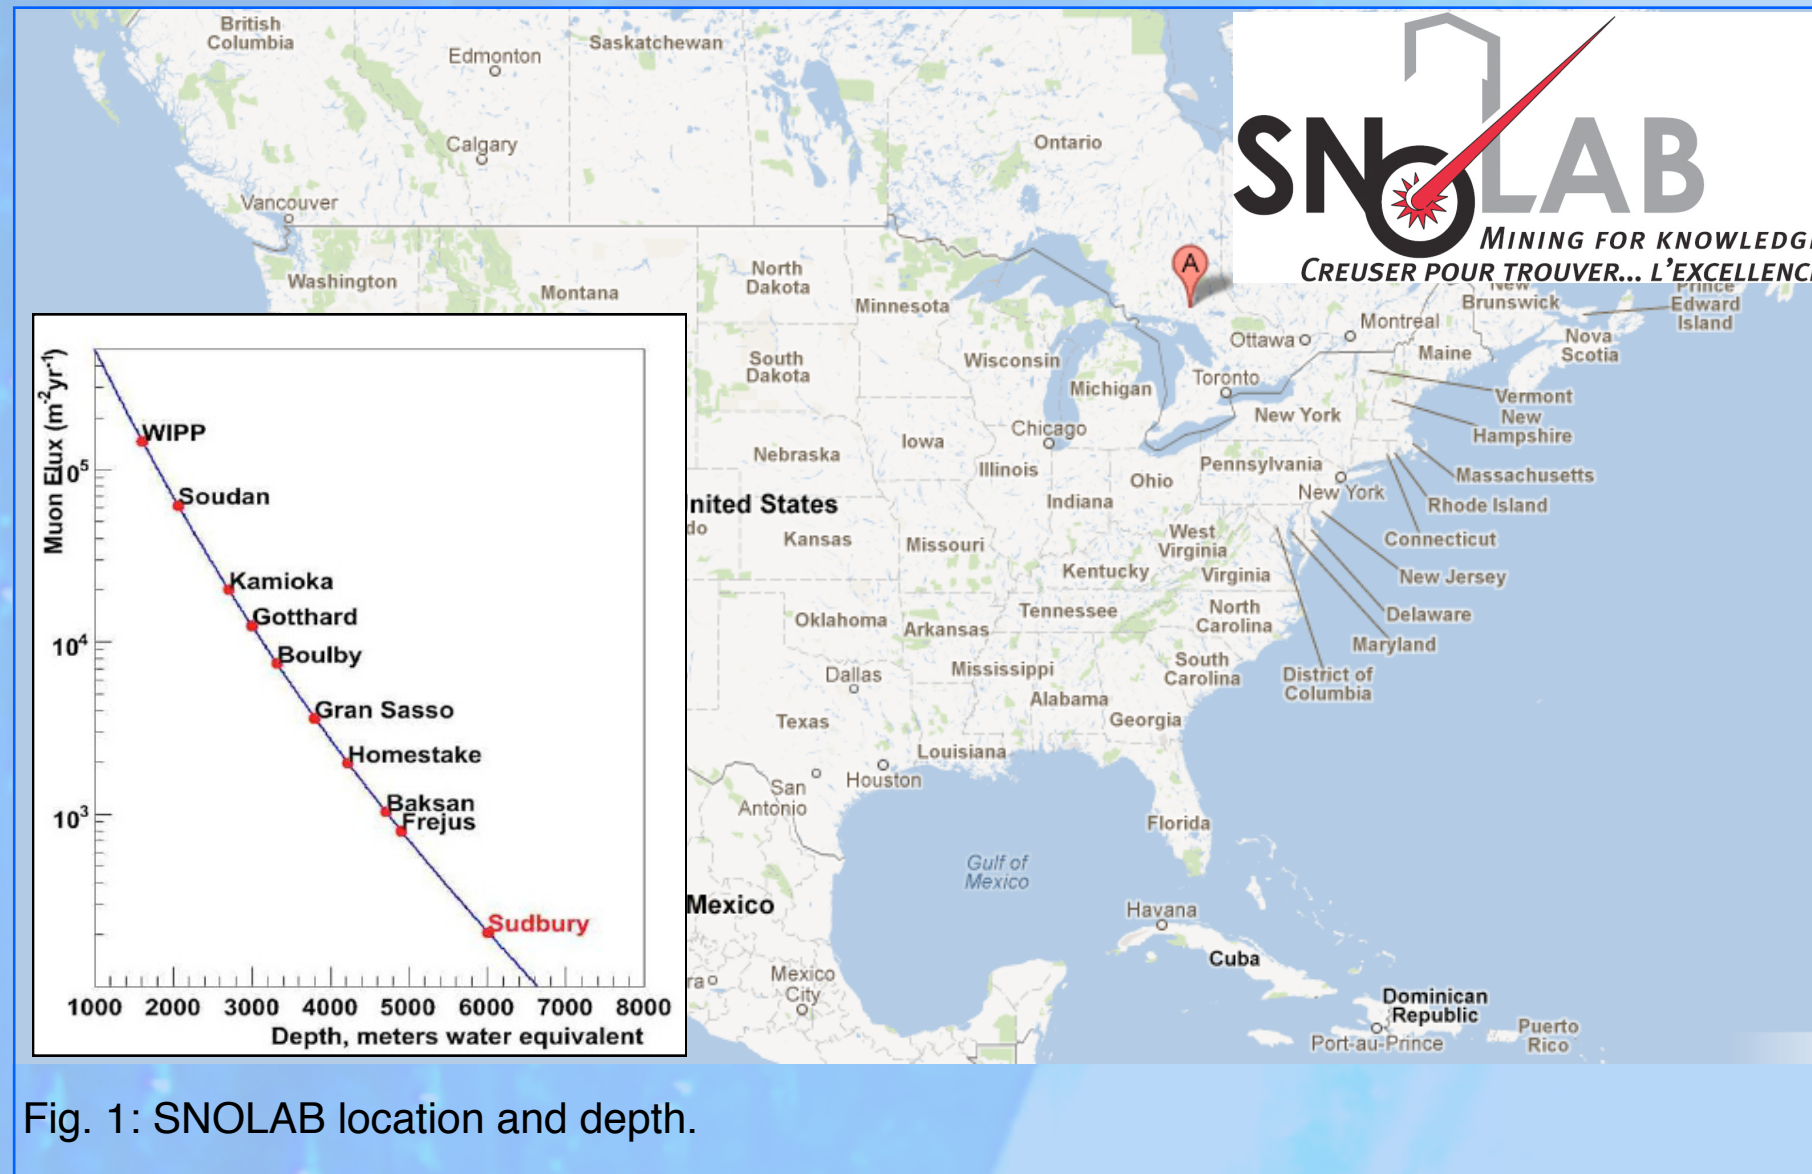 British
Columbia
Edmonton
Saskatchewan
Calgary
Ontario
Vancouver
Washington
Montana
North
Dakota
Minnesota
South
Dakota
Wisconsin
Michigan
Ottawa
Montreal
Toronto
New
Brunswick
Prince
Edward
Island
Nova
Scotia
Maine
Vermont
New
Hampshire
New York
Chicago
Iowa
Nebraska
Illinois
Ohio
Pennsylvania
New York
Massachusetts
Rhode Island
Connecticut
New Jersey
Delaware
Maryland
District of
Columbia
nited States
do
Kansas
Missouri
Indiana
West
Virginia
Kentucky
Virginia
Oklahoma
Arkansas
Tennessee
North
Carolina
Mississippi
South
Carolina
Dallas
Alabama
Georgia
Texas
Louisiana
San
Antonio
Houston
Florida
Gulf of
Mexico
Mexico
Havana
Cuba
ra
Mexico
City
Dominican
Republic
Port-au-Prince
Puerto
Rico
A
SNOLAB
MINING FOR KNOWLEDGE
CREUSER POUR TROUVER... L'EXCELLENCE
Muon Flux (m-2yr-1)
105
104
103
WIPP
Soudan
Kamioka
Gotthard
Boulby
Gran Sasso
Homestake
Baksan
Frejus
Sudbury
1000 2000 3000 4000 5000 6000 7000 8000
Depth, meters water equivalent
Fig. 1: SNOLAB location and depth.